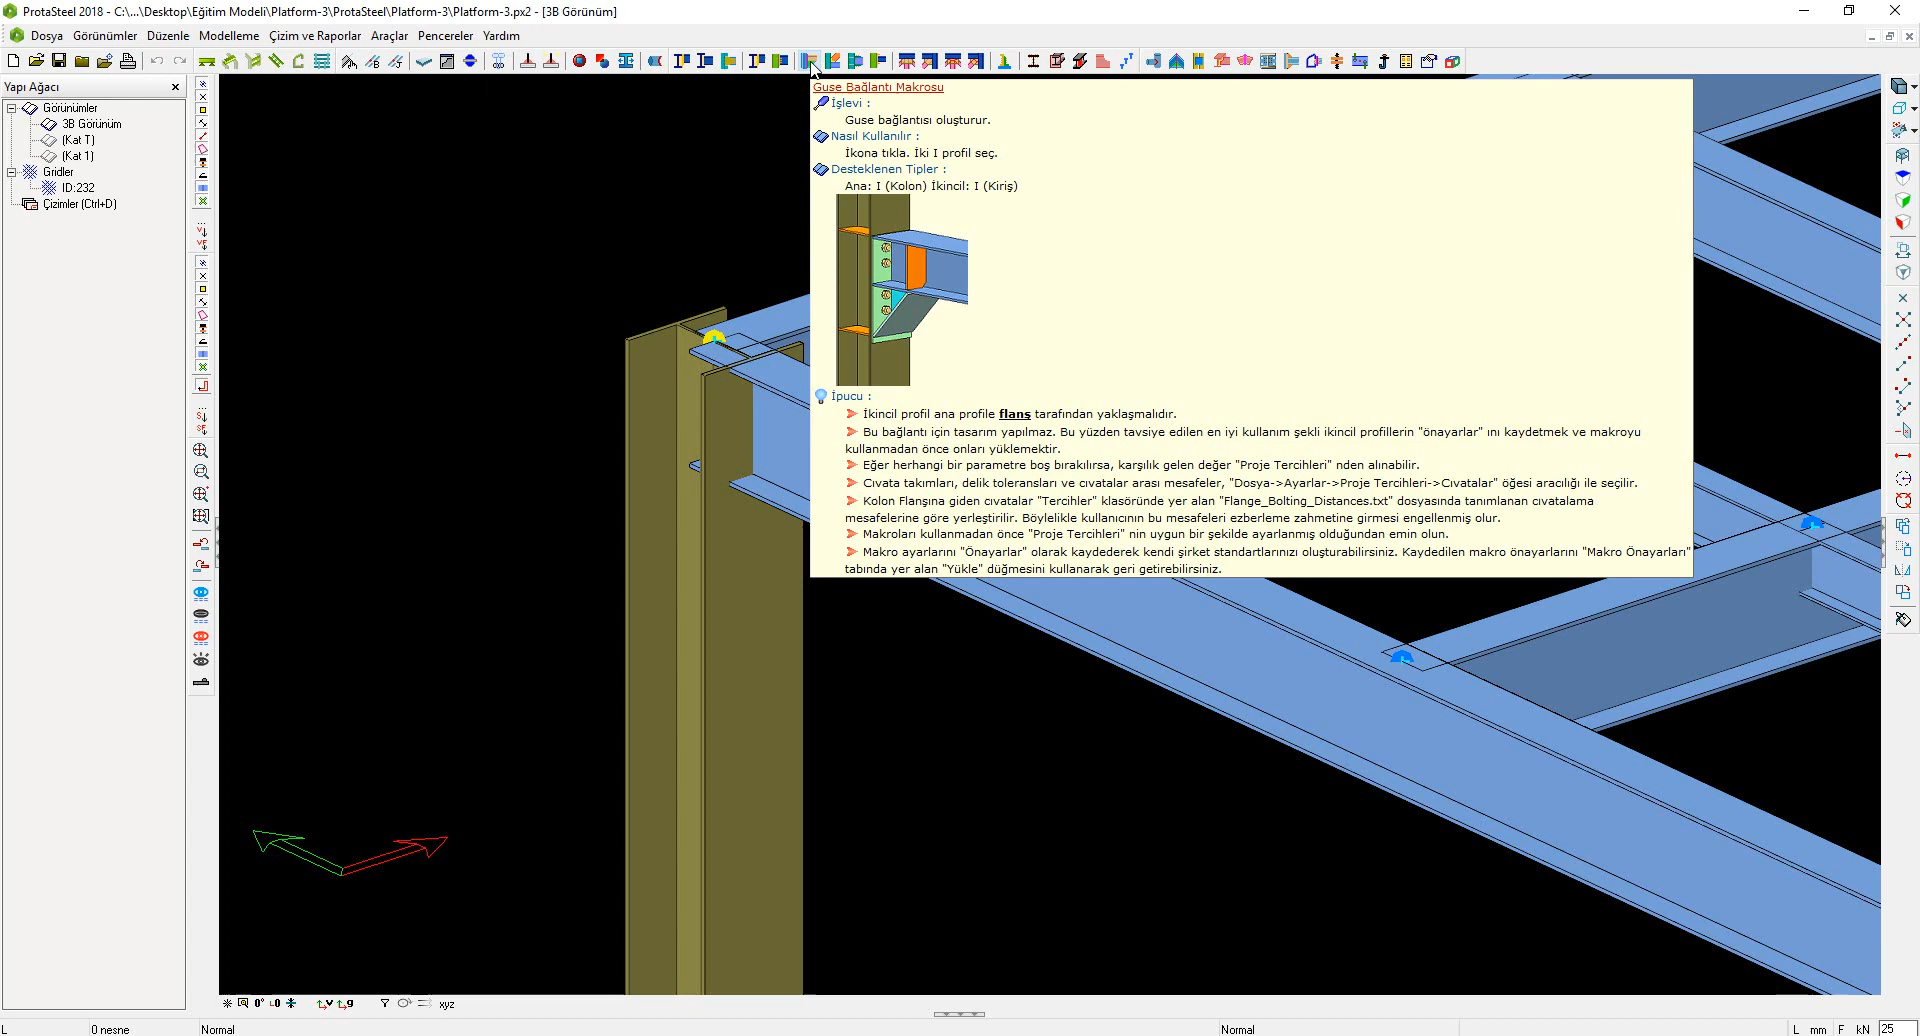 ProtaSteel 2018 - C:\...\Desktop\Eğitim Modeli\Platform-3\ProtaSteel\Platform-3\Platform-3.px2 - [3B Görünüm]
Dosya Görünümler Düzenle Modelleme Çizim ve Raporlar Araçlar Pencereler Yardım
Yapı Ağacı
Görünümler
3B Görünüm
(Kat T)
(Kat 1)
Gridler
ID:232
Çizimler (Ctrl+D)
Guse Bağlantı Makrosu
İşlevi :
Guse bağlantısı oluşturur.
Nasıl Kullanılır :
İkona tıkla. İki I profil seç.
Desteklenen Tipler :
Ana: I (Kolon) İkincil: I (Kiriş)
İpucu :
İkincil profil ana profile flanş tarafından yaklaşmalıdır.
Bu bağlantı için tasarım yapılmaz. Bu yüzden tavsiye edilen en iyi kullanım şekli ikincil profillerin "önayarlar" ını kaydetmek ve makroyu
kullanmadan önce onları yüklemektir.
Eğer herhangi bir parametre boş bırakılırsa, karşılık gelen değer "Proje Tercihleri" nden alınabilir.
Cıvata takımları, delik toleransları ve cıvatalar arası mesafeler, "Dosya->Ayarlar->Proje Tercihleri->Cıvatalar" öğesi aracılığı ile seçilir.
Kolon Flanşına giden cıvatalar "Tercihler" klasöründe yer alan "Flange_Bolting_Distances.txt" dosyasında tanımlanan cıvatalama
mesafelerine göre yerleştirilir. Böylelikle kullanıcının bu mesafeleri ezberleme zahmetine girmesi engellenmiş olur.
Makroları kullanmadan önce "Proje Tercihleri" nin uygun bir şekilde ayarlanmış olduğundan emin olun.
Makro ayarlarını "Önayarlar" olarak kaydederek kendi şirket standartlarınızı oluşturabilirsiniz. Kaydedilen makro önayarlarını "Makro Önayarları"
tabında yer alan "Yükle" düğmesini kullanarak geri getirebilirsiniz.
xyz
L 0 nesne Normal Normal L mm F kN 25